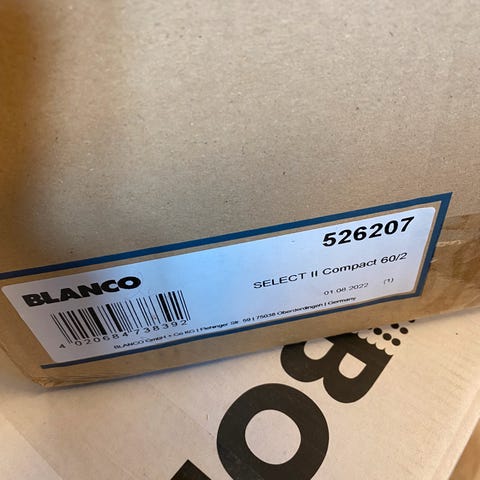 526207
BLANCO
SELECT II Compact 60/2
01.08.2022 (1)
4 020684 738392
BLANCO GmbH + Co KG | Flehinger Str. 59 | 75038 Oberderdingen | Germany
BO